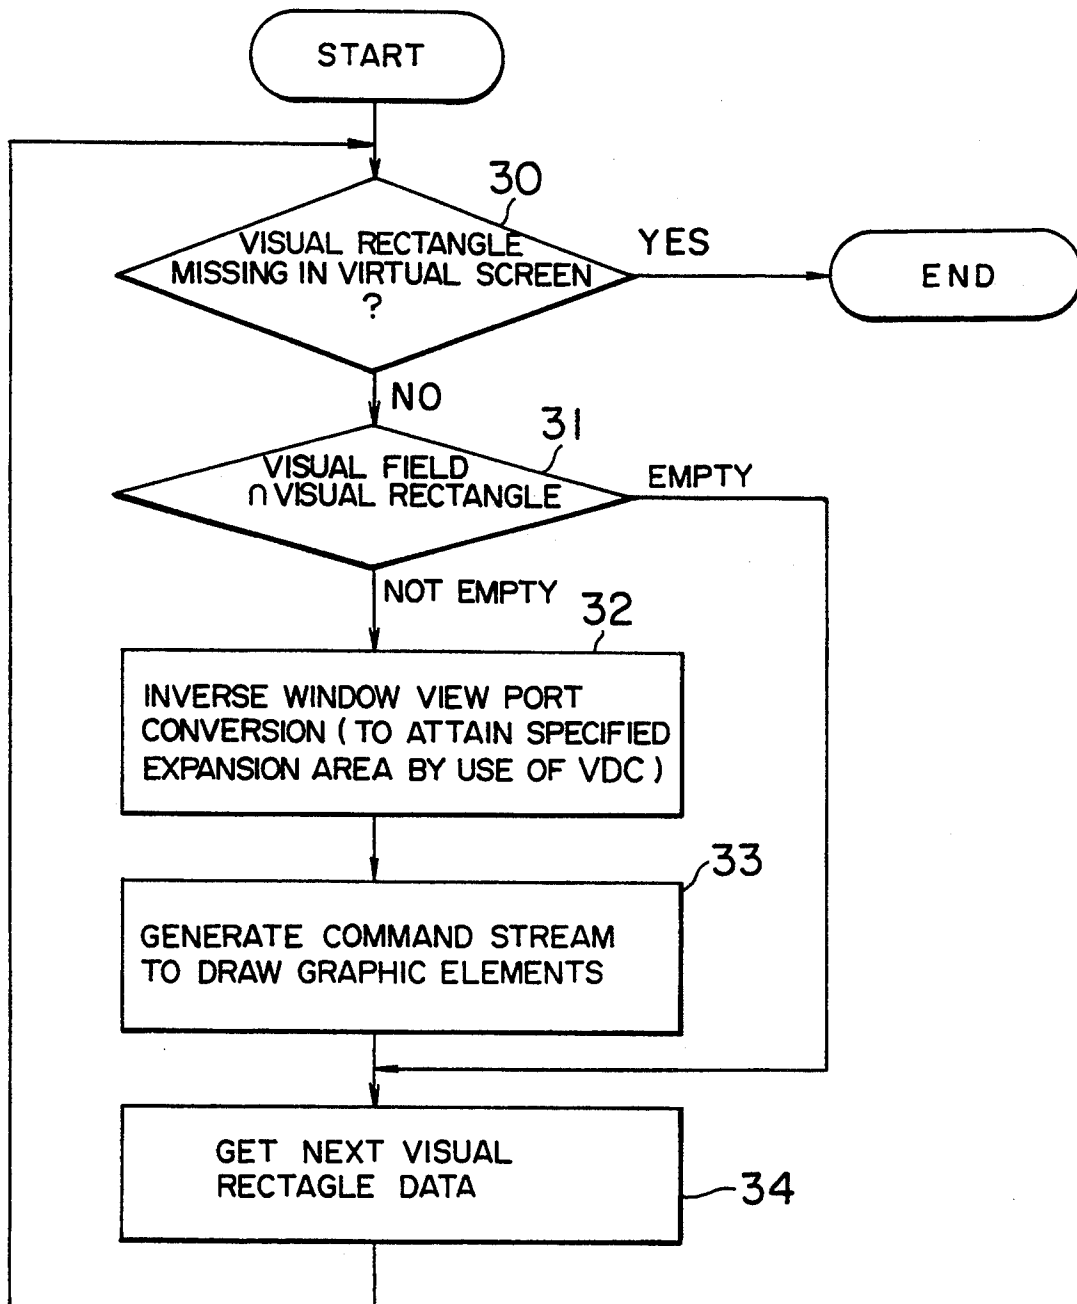 START
30
VISUAL RECTANGLE
MISSING IN VIRTUAL SCREEN
?
YES
END
NO
31
VISUAL FIELD
∩ VISUAL RECTANGLE
EMPTY
NOT EMPTY
32
INVERSE WINDOW VIEW PORT
CONVERSION ( TO ATTAIN SPECIFIED
EXPANSION AREA BY USE OF VDC )
33
GENERATE COMMAND STREAM
TO DRAW GRAPHIC ELEMENTS
GET NEXT VISUAL
RECTAGLE DATA
34